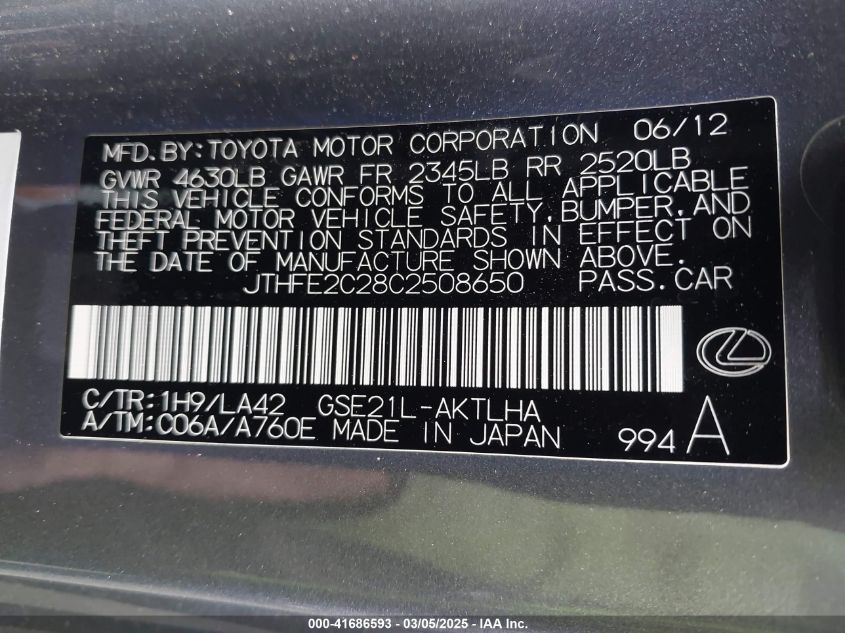 MFD.BY:TOYOTA MOTOR CORPORATION 06/12
GVWR 4630LB GAWR FR 2345LB RR 2520LB
THIS VEHICLE CONFORMS TO ALL APPLICABLE
FEDERAL MOTOR VEHICLE SAFETY,BUMPER,AND
THEFT PREVENTION STANDARDS IN EFFECT ON
THE DATE OF MANUFACTURE SHOWN ABOVE.
JTHFE2C28C2508650 PASS.CAR
C/TR:1H9/LA42 GSE21L-AKTLHA
A/TM:C06A/A760E MADE IN JAPAN 994 A
000-41686593 - 03/05/2025 - IAA Inc.